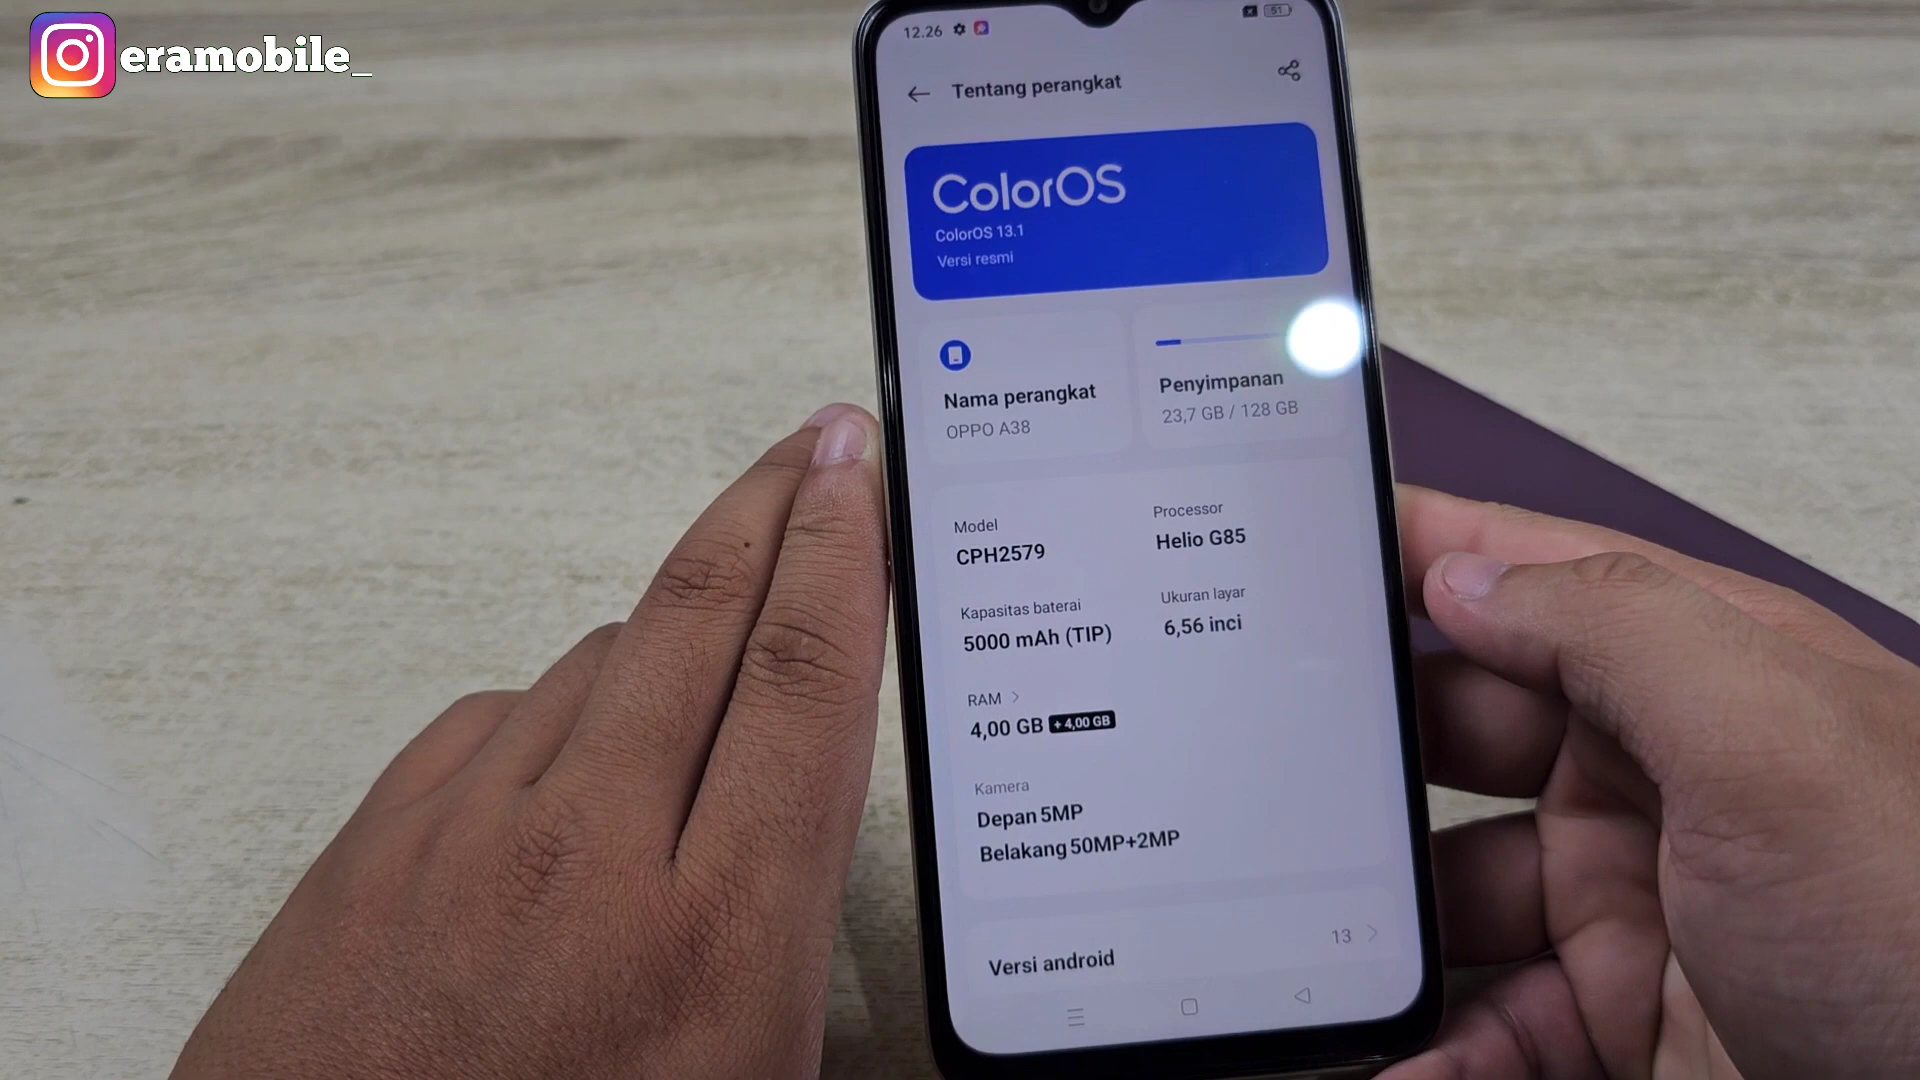 eramobile_
12.26
51
Tentang perangkat
ColorOS
ColorOS 13.1
Versi resmi
Nama perangkat
OPPO A38
Penyimpanan
23,7 GB / 128 GB
Model
CPH2579
Processor
Helio G85
Kapasitas baterai
5000 mAh (TIP)
Ukuran layar
6,56 inci
RAM
4,00 GB + 4,00 GB
Kamera
Depan 5MP
Belakang 50MP+2MP
Versi android
13